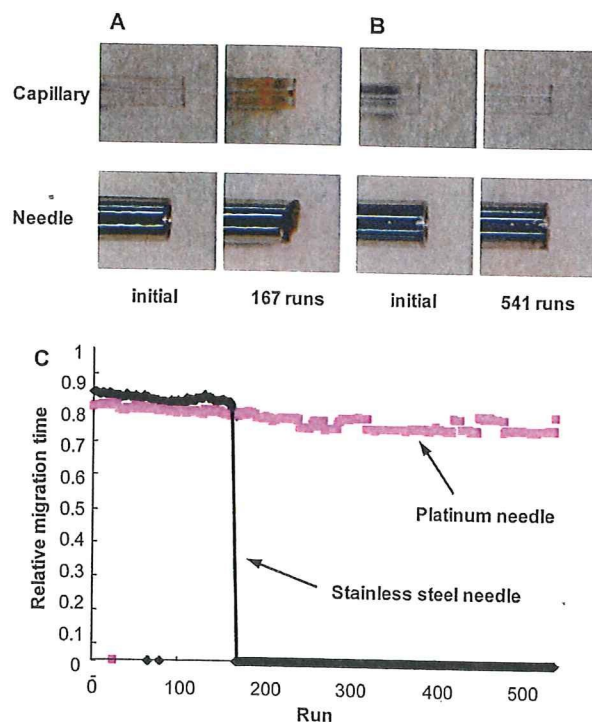 A B
Capillary
Needle
initial 167 runs initial 541 runs
C
1
0.9
0.8
0.7
0.6
0.5
0.4
0.3
0.2
0.1
0
Relative migration time
Platinum needle
Stainless steel needle
0 100 200 300 400 500
Run